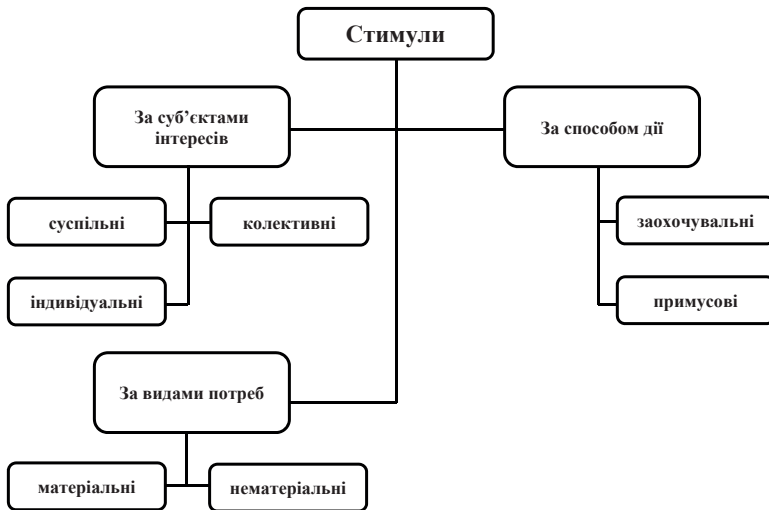 Стимули
За суб’єктами
інтересів
За способом дії
суспільні
колективні
заохочувальні
індивідуальні
примусові
За видами потреб
матеріальні
нематеріальні